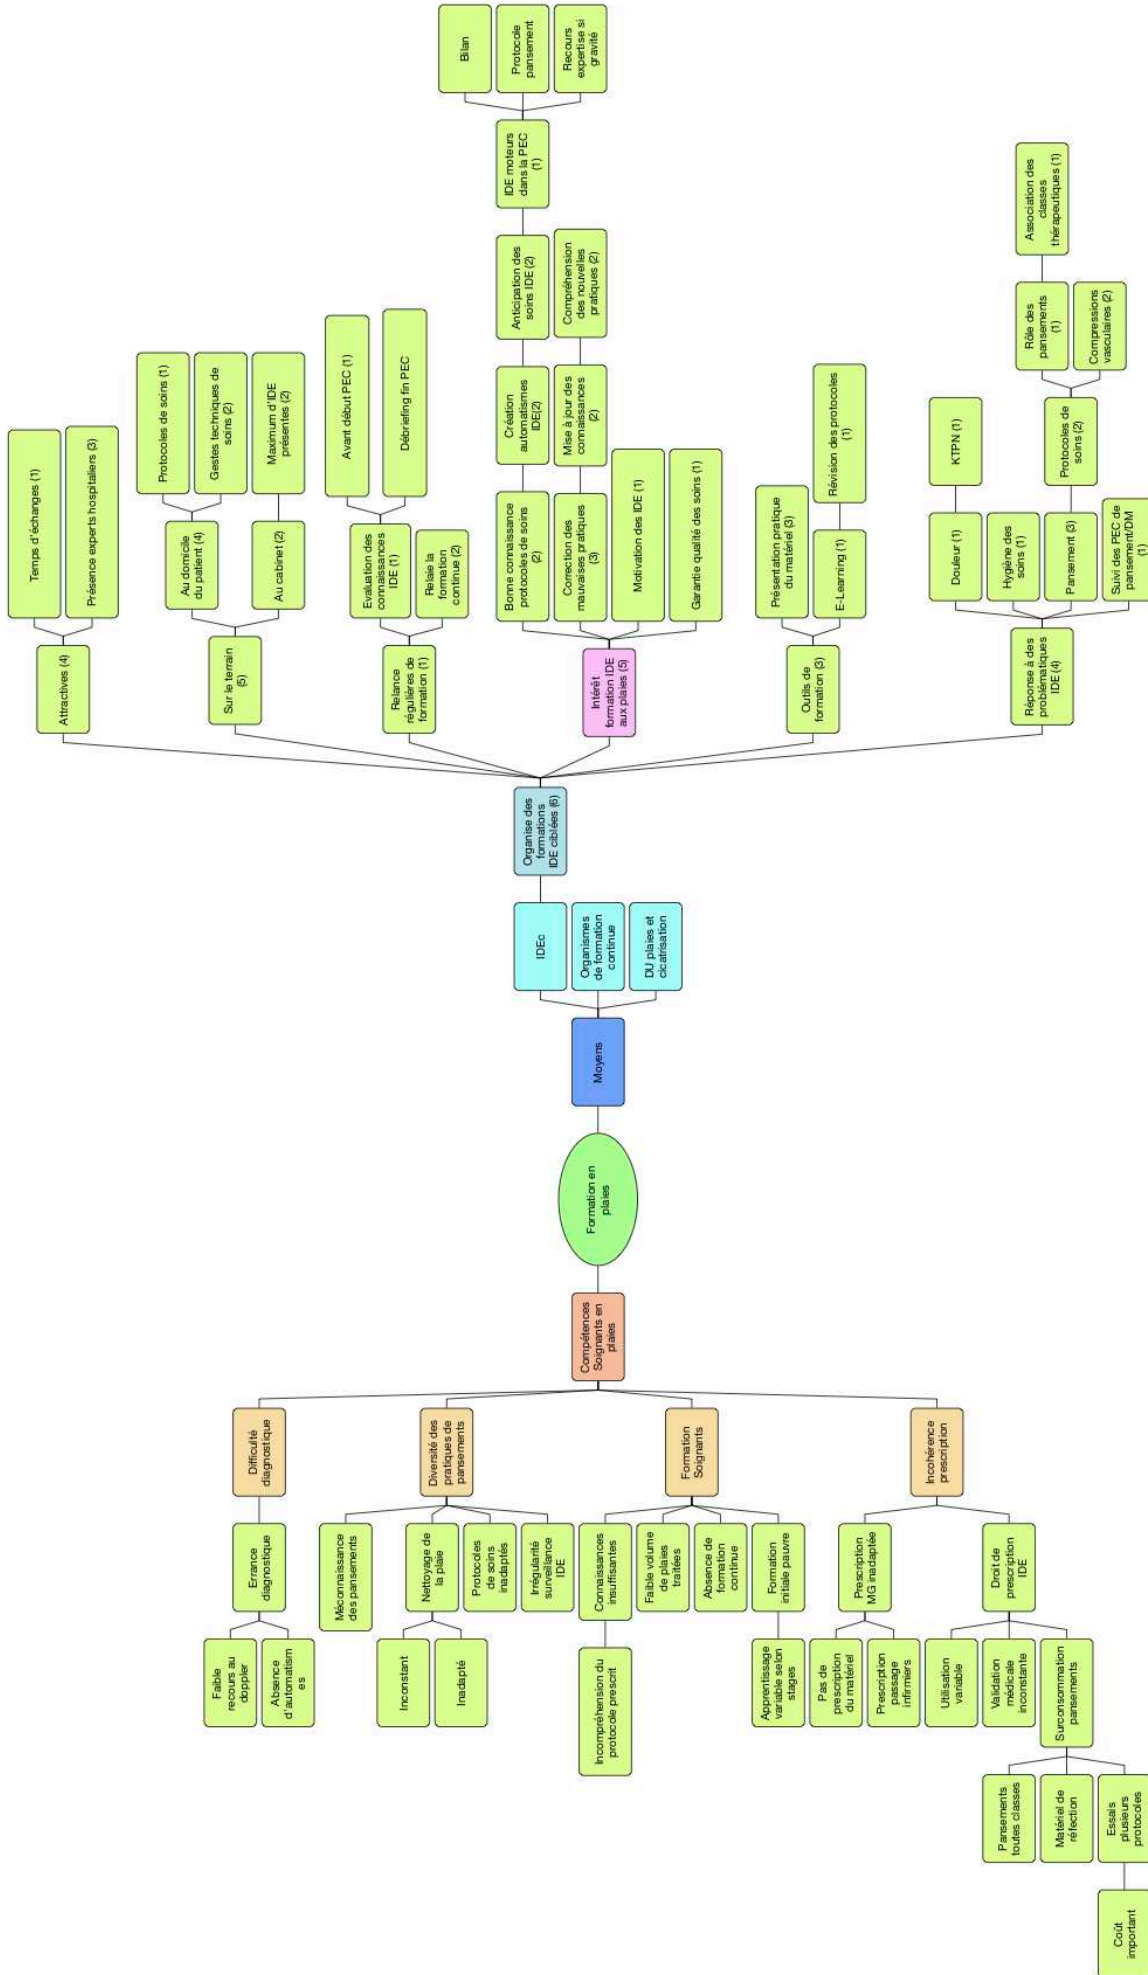 Formation en
plaies
Compétences
Soignants en
plaies
Difficulté
diagnostique
Errance
diagnostique
Faible
recours au
doppler
Absence
d'automatism
es
Diversité des
pratiques de
pansements
Méconnaissance
des pansements
Nettoyage de
la plaie
Inconstant
Inadapté
Protocoles
de soins
inadaptés
Irrégularité
surveillance
IDE
Formation
Soignants
Connaissances
insuffisantes
Incompréhension du
protocole prescrit
Faible volume
de plaies
traitées
Absence de
formation
continue
Formation
initiale pauvre
Apprentissage
variable selon
stages
Incohérence
prescription
Prescription
MG inadaptée
Pas de
prescription
du matériel
Prescription
passage
infirmiers
Droit de
prescription
IDE
Utilisation
variable
Validation
médicale
inconstante
Surconsommation
pansements
Pansements
toutes classes
Matériel de
réfection
Essais
plusieurs
protocoles
Coût
important
Moyens
IDEc
Organismes
de formation
continue
DU plaies et
cicatrisation
Organise des
formations
IDE ciblées (6)
Attractives (4)
Temps d'échanges (1)
Présence experts hospitaliers (3)
Sur le terrain
(5)
Au domicile
du patient (4)
Protocoles de soins (1)
Gestes techniques de
soins (2)
Au cabinet (2)
Maximum d'IDE
présentes (2)
Relance
régulières de
formation (1)
Evaluation des
connaissances
IDE (1)
Avant début PEC (1)
Débriefing fin PEC
Relaie la
formation
continue (2)
Intérêt
formation IDE
aux plaies (5)
Bonne connaissance
protocoles de soins
(2)
Création
automatismes
IDE(2)
Anticipation des
soins IDE (2)
IDE moteurs
dans la PEC
(1)
Bilan
Protocole
pansement
Recours
expertise si
gravité
Correction des
mauvaises pratiques
(3)
Mise à jour des
connaissances
(2)
Compréhension
des nouvelles
pratiques (2)
Motivation des IDE (1)
Garantie qualité des soins (1)
Outils de
formation (3)
Présentation pratique
du matériel (3)
E-Learning (1)
Révision des protocoles
(1)
Réponse à des
problématiques
IDE (4)
Douleur (1)
KTPN (1)
Hygiène des
soins (1)
Pansement (3)
Protocoles de
soins (2)
Rôle des
pansements
(1)
Association des
classes
thérapeutiques (1)
Compressions
vasculaires (2)
Suivi des PEC de
pansement/DM
(1)